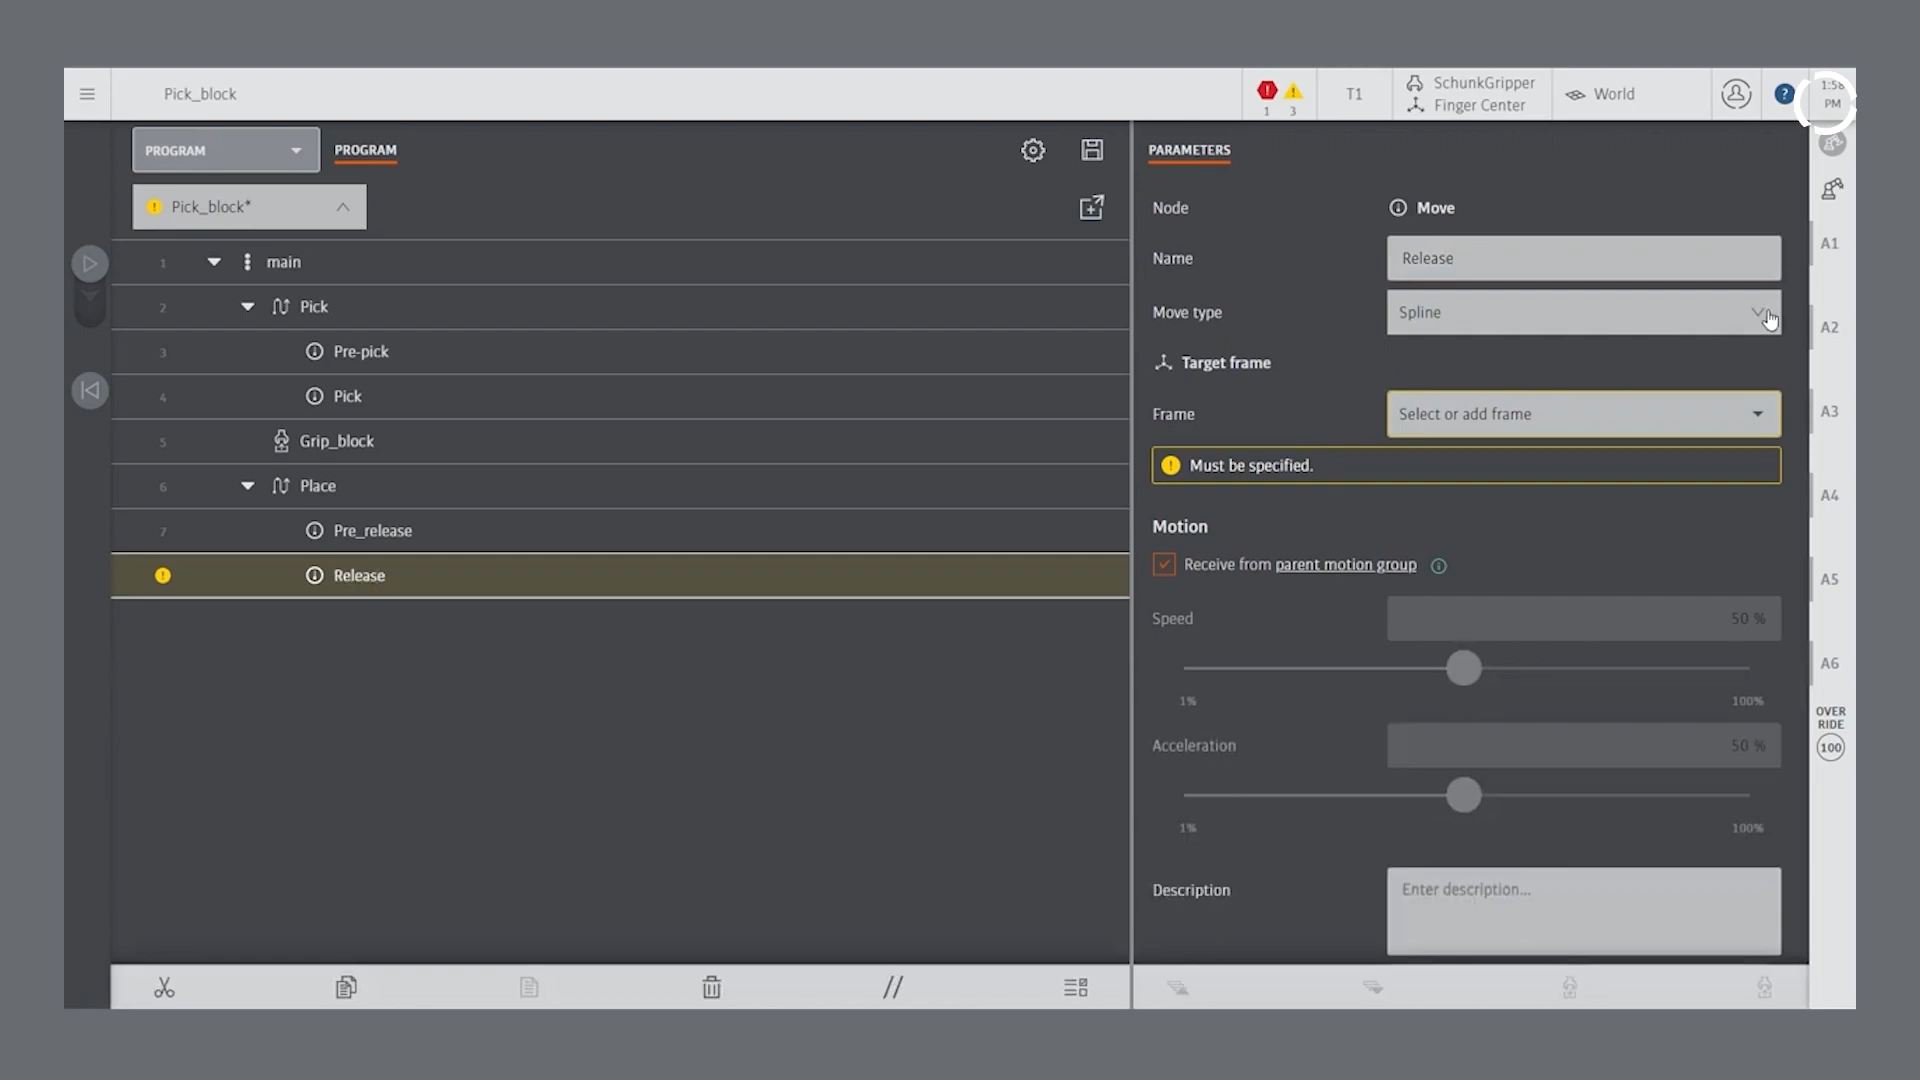 Pick_block
1
3
T1
SchunkGripper
Finger Center
World
?
1:58
PM
PROGRAM
PROGRAM
Pick_block*
1 main
2 Pick
3 Pre-pick
4 Pick
5 Grip_block
6 Place
7 Pre_release
Release
PARAMETERS
Node Move
Name Release
Move type Spline
Target frame
Frame Select or add frame
Must be specified.
Motion
Receive from parent motion group
Speed 50 %
1% 100%
Acceleration 50 %
1% 100%
Description Enter description...
A1
A2
A3
A4
A5
A6
OVER
RIDE
100